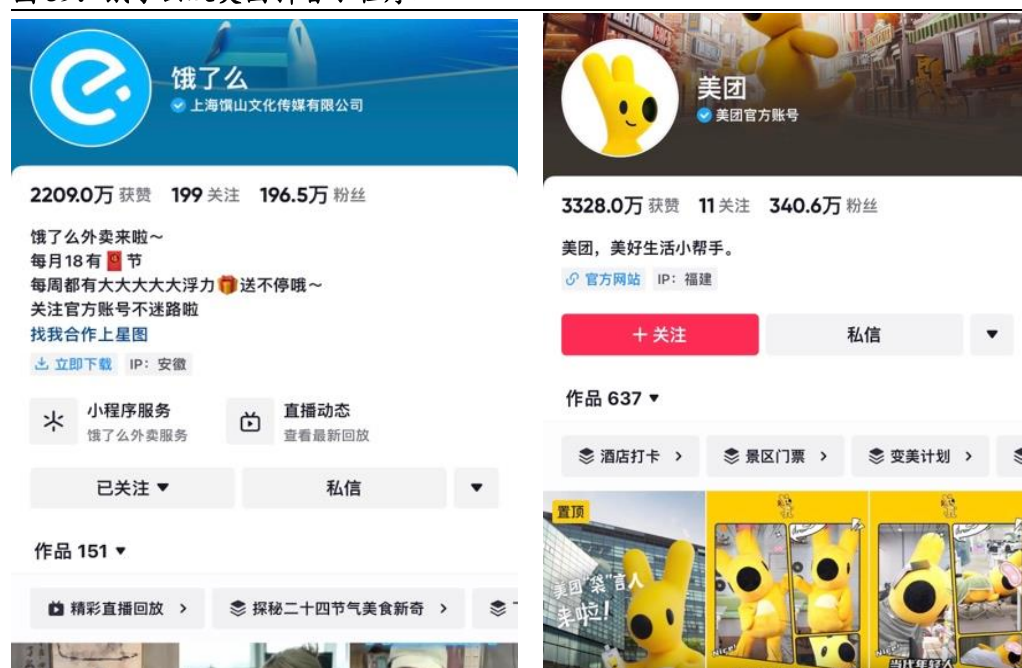 饿了么
上海馔山文化传媒有限公司
2209.0万 获赞 199 关注 196.5万 粉丝
饿了么外卖来啦～
每月18有🧧节
每周都有大大大大大浮力🎁送不停哦～
关注官方账号不迷路啦
找我合作上星图
立即下载 IP：安徽
小程序服务
饿了么外卖服务
直播动态
查看最新回放
已关注▼ 私信 ▼
作品 151 ▼
精彩直播回放 >
探秘二十四节气美食新奇 >
美团
美团官方账号
3328.0万 获赞 11 关注 340.6万 粉丝
美团，美好生活小帮手。
官方网站 IP：福建
＋关注 私信 ▼
作品 637 ▼
酒店打卡 > 景区门票 > 变美计划 >
置顶
美团“袋”言人
来啦！
Nice!
Nice!
当代年轻人